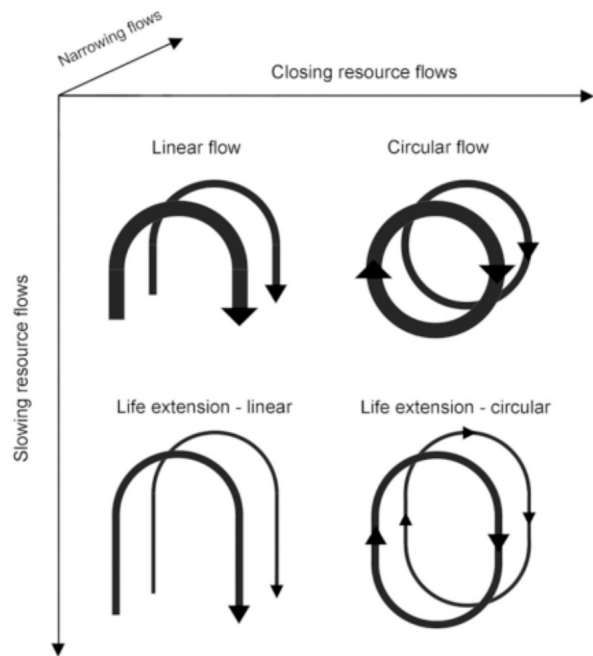 Narrowing flows
Closing resource flows
Linear flow
Circular flow
Slowing resource flows
Life extension - linear
Life extension - circular